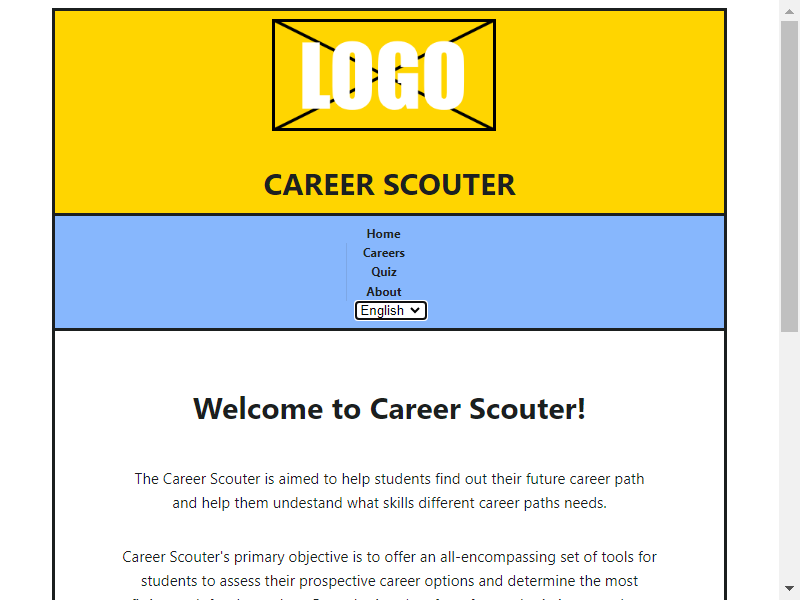 LOGO
CAREER SCOUTER
Home
Careers
Quiz
About
English
Welcome to Career Scouter!
The Career Scouter is aimed to help students find out their future career path
and help them undestand what skills different career paths needs.
Career Scouter's primary objective is to offer an all-encompassing set of tools for
students to assess their prospective career options and determine the most